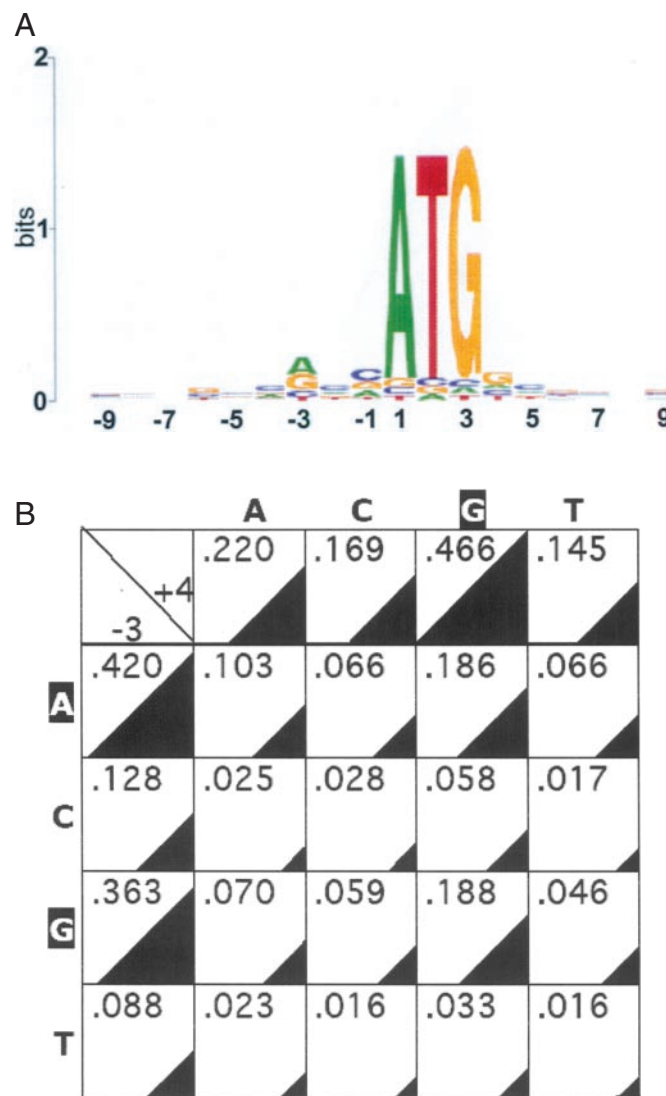 A
2
bits
1
A T G
A G C
C
G
C
0
-9 -7 -5 -3 -1 1 3 5 7 9
B
A C G T
+4
-3
.220 .169 .466 .145
A .420 .103 .066 .186 .066
C .128 .025 .028 .058 .017
G .363 .070 .059 .188 .046
T .088 .023 .016 .033 .016